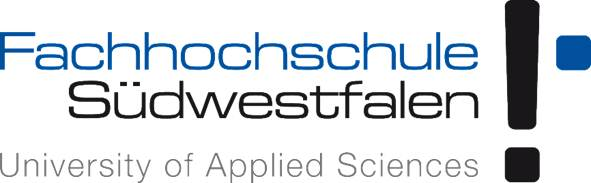 Fachhochschule
Südwestfalen
University of Applied Sciences